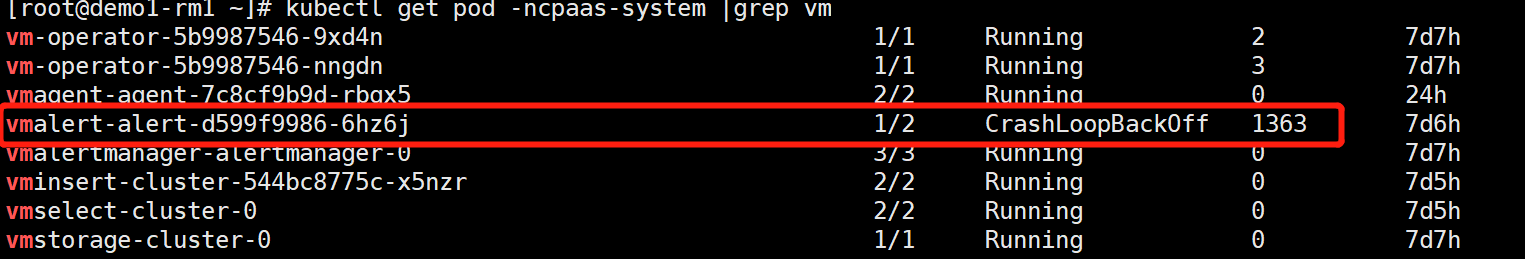 [root@demo1-rm1 ~]# kubectl get pod -ncpaas-system |grep vm
vm-operator-5b9987546-9xd4n 1/1 Running 2 7d7h
vm-operator-5b9987546-nngdn 1/1 Running 3 7d7h
vmagent-agent-7c8cf9b9d-rbgx5 2/2 Running 0 24h
vmalert-alert-d599f9986-6hz6j 1/2 CrashLoopBackOff 1363 7d6h
vmalertmanager-alertmanager-0 3/3 Running 0 7d7h
vminsert-cluster-544bc8775c-x5nzr 2/2 Running 0 7d5h
vmselect-cluster-0 2/2 Running 0 7d5h
vmstorage-cluster-0 1/1 Running 0 7d7h